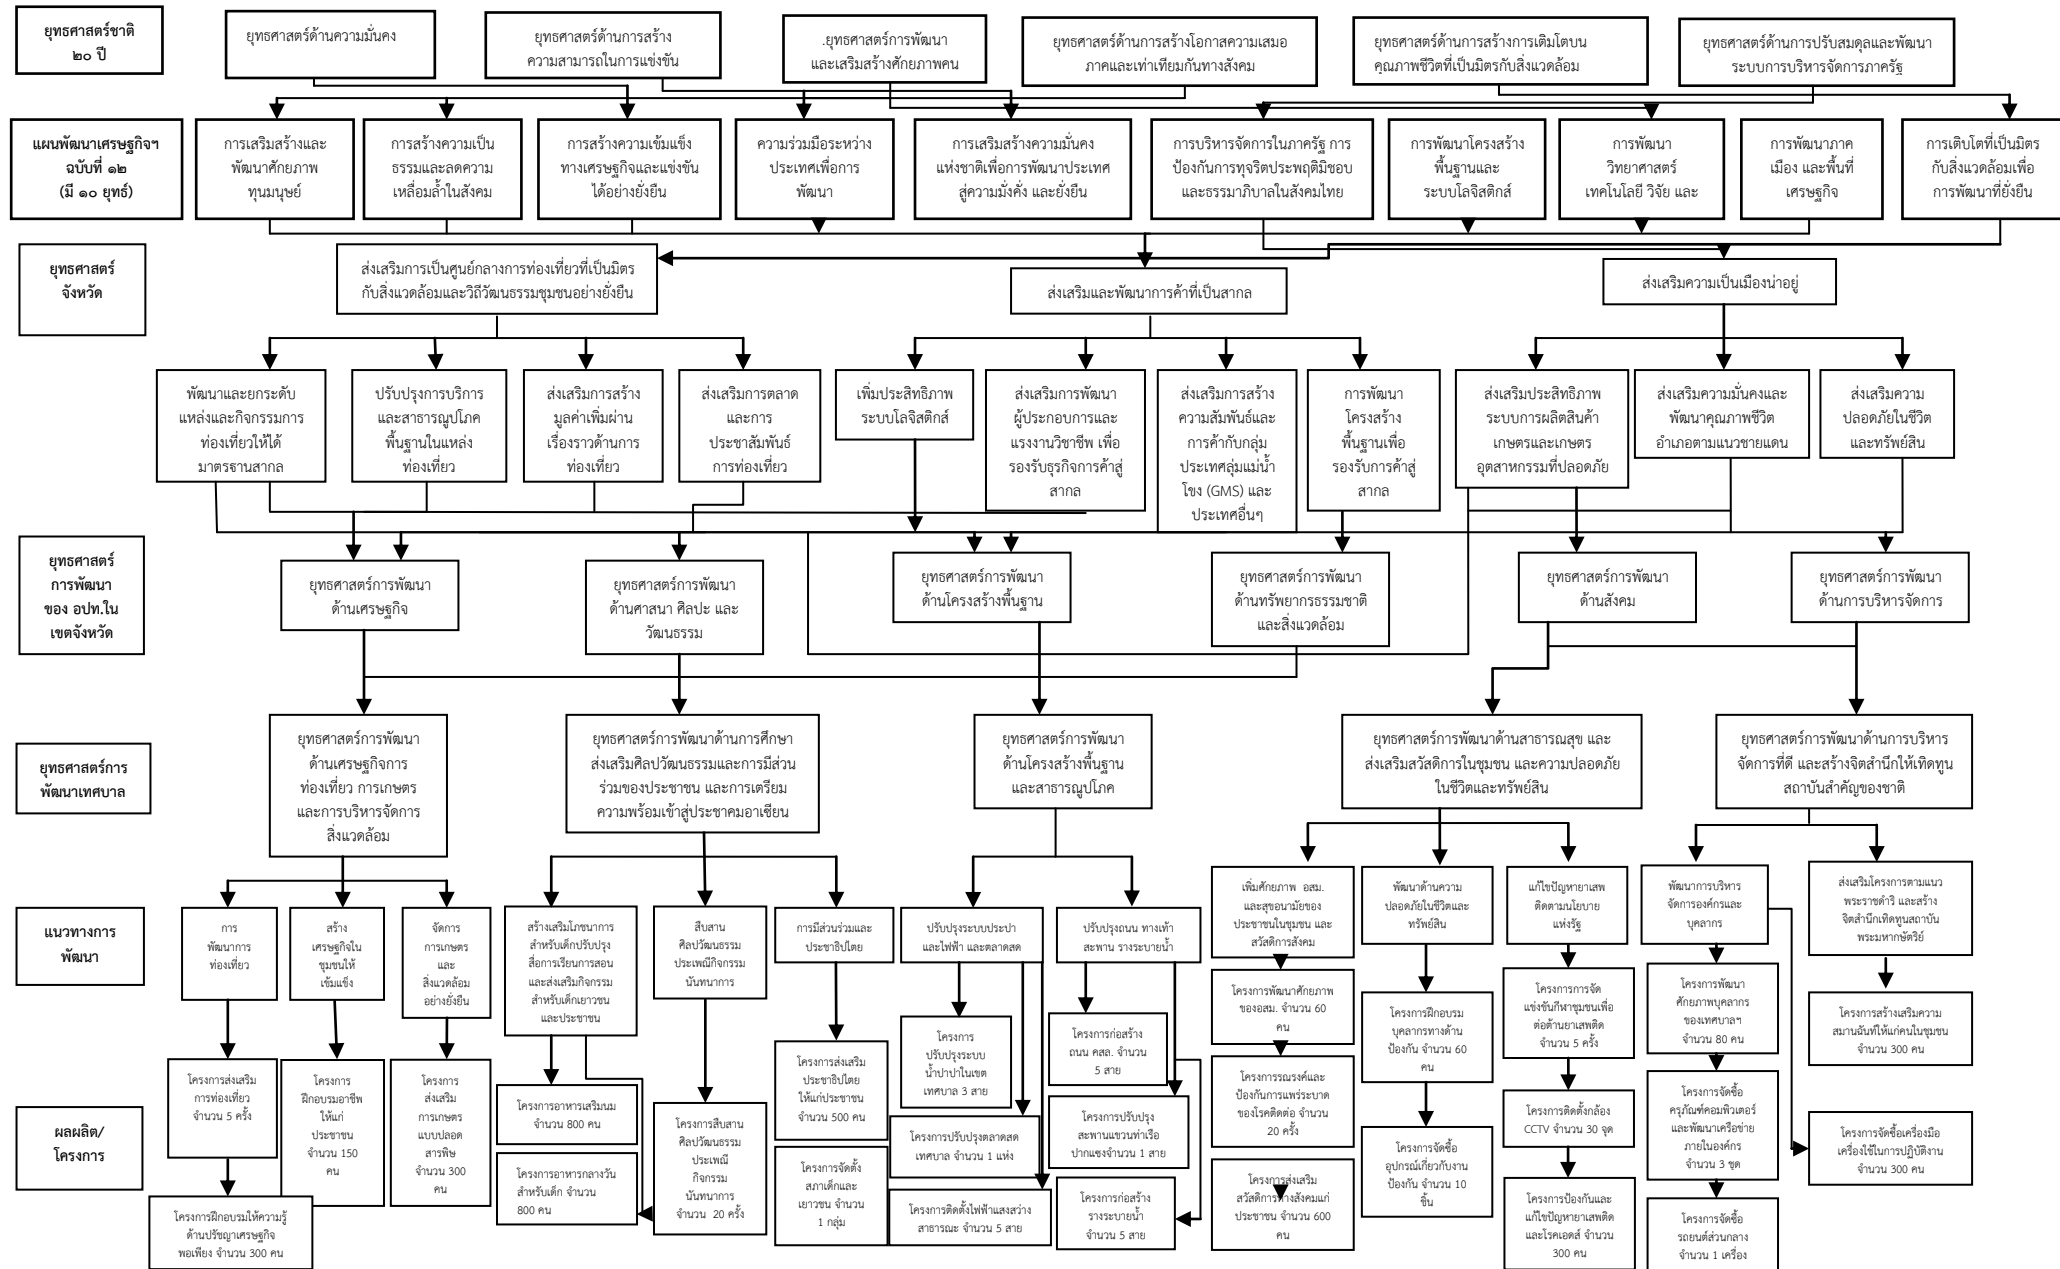 ยุทธศาสตร์ชาติ
๒๐ ปี
ยุทธศาสตร์ด้านความมั่นคง
ยุทธศาสตร์ด้านการสร้าง
ความสามารถในการแข่งขัน
.ยุทธศาสตร์การพัฒนา
และเสริมสร้างศักยภาพคน
ยุทธศาสตร์ด้านการสร้างโอกาสความเสมอ
ภาคและเท่าเทียมกันทางสังคม
ยุทธศาสตร์ด้านการสร้างการเติมโตบน
คุณภาพชีวิตที่เป็นมิตรกับสิ่งแวดล้อม
ยุทธศาสตร์ด้านการปรับสมดุลและพัฒนา
ระบบการบริหารจัดการภาครัฐ
แผนพัฒนาเศรษฐกิจฯ
ฉบับที่ ๑๒
(มี ๑๐ ยุทธ์)
การเสริมสร้างและ
พัฒนาศักยภาพ
ทุนมนุษย์
การสร้างความเป็น
ธรรมและลดความ
เหลื่อมล้ำในสังคม
การสร้างความเข้มแข็ง
ทางเศรษฐกิจและแข่งขัน
ได้อย่างยั่งยืน
ความร่วมมือระหว่าง
ประเทศเพื่อการ
พัฒนา
การเสริมสร้างความมั่นคง
แห่งชาติเพื่อการพัฒนาประเทศ
สู่ความมั่งคั่ง และยั่งยืน
การบริหารจัดการในภาครัฐ การ
ป้องกันการทุจริตประพฤติมิชอบ
และธรรมาภิบาลในสังคมไทย
การพัฒนาโครงสร้าง
พื้นฐานและ
ระบบโลจิสติกส์
การพัฒนา
วิทยาศาสตร์
เทคโนโลยี วิจัย และ
การพัฒนาภาค
เมือง และพื้นที่
เศรษฐกิจ
การเติบโตที่เป็นมิตร
กับสิ่งแวดล้อมเพื่อ
การพัฒนาที่ยั่งยืน
ยุทธศาสตร์
จังหวัด
ส่งเสริมการเป็นศูนย์กลางการท่องเที่ยวที่เป็นมิตร
กับสิ่งแวดล้อมและวิถีวัฒนธรรมชุมชนอย่างยั่งยืน
ส่งเสริมและพัฒนาการค้าที่เป็นสากล
ส่งเสริมความเป็นเมืองน่าอยู่
พัฒนาและยกระดับ
แหล่งและกิจกรรมการ
ท่องเที่ยวให้ได้
มาตรฐานสากล
ปรับปรุงการบริการ
และสาธารณูปโภค
พื้นฐานในแหล่ง
ท่องเที่ยว
ส่งเสริมการสร้าง
มูลค่าเพิ่มผ่าน
เรื่องราวด้านการ
ท่องเที่ยว
ส่งเสริมการตลาด
และการ
ประชาสัมพันธ์
การท่องเที่ยว
เพิ่มประสิทธิภาพ
ระบบโลจิสติกส์
ส่งเสริมการพัฒนา
ผู้ประกอบการและ
แรงงานวิชาชีพ เพื่อ
รองรับธุรกิจการค้าสู่
สากล
ส่งเสริมการสร้าง
ความสัมพันธ์และ
การค้ากับกลุ่ม
ประเทศลุ่มแม่น้ำ
โขง (GMS) และ
ประเทศอื่นๆ
การพัฒนา
โครงสร้าง
พื้นฐานเพื่อ
รองรับการค้าสู่
สากล
ส่งเสริมประสิทธิภาพ
ระบบการผลิตสินค้า
เกษตรและเกษตร
อุตสาหกรรมที่ปลอดภัย
ส่งเสริมความมั่นคงและ
พัฒนาคุณภาพชีวิต
อำเภอตามแนวชายแดน
ส่งเสริมความ
ปลอดภัยในชีวิต
และทรัพย์สิน
ยุทธศาสตร์
การพัฒนา
ของ อปท.ใน
เขตจังหวัด
ยุทธศาสตร์การพัฒนา
ด้านเศรษฐกิจ
ยุทธศาสตร์การพัฒนา
ด้านศาสนา ศิลปะ และ
วัฒนธรรม
ยุทธศาสตร์การพัฒนา
ด้านโครงสร้างพื้นฐาน
ยุทธศาสตร์การพัฒนา
ด้านทรัพยากรธรรมชาติ
และสิ่งแวดล้อม
ยุทธศาสตร์การพัฒนา
ด้านสังคม
ยุทธศาสตร์การพัฒนา
ด้านการบริหารจัดการ
ยุทธศาสตร์การ
พัฒนาเทศบาล
ยุทธศาสตร์การพัฒนา
ด้านเศรษฐกิจการ
ท่องเที่ยว การเกษตร
และการบริหารจัดการ
สิ่งแวดล้อม
ยุทธศาสตร์การพัฒนาด้านการศึกษา
ส่งเสริมศิลปวัฒนธรรมและการมีส่วน
ร่วมของประชาชน และการเตรียม
ความพร้อมเข้าสู่ประชาคมอาเซียน
ยุทธศาสตร์การพัฒนา
ด้านโครงสร้างพื้นฐาน
และสาธารณูปโภค
ยุทธศาสตร์การพัฒนาด้านสาธารณสุข และ
ส่งเสริมสวัสดิการในชุมชน และความปลอดภัย
ในชีวิตและทรัพย์สิน
ยุทธศาสตร์การพัฒนาด้านการบริหาร
จัดการที่ดี และสร้างจิตสำนึกให้เทิดทูน
สถาบันสำคัญของชาติ
แนวทางการ
พัฒนา
การ
พัฒนาการ
ท่องเที่ยว
สร้าง
เศรษฐกิจใน
ชุมชนให้
เข้มแข็ง
จัดการ
การเกษตร
และ
สิ่งแวดล้อม
อย่างยั่งยืน
สร้างเสริมโภชนาการ
สำหรับเด็กปรับปรุง
สื่อการเรียนการสอน
และส่งเสริมกิจกรรม
สำหรับเด็กเยาวชน
และประชาชน
สืบสาน
ศิลปวัฒนธรรม
ประเพณีกิจกรรม
นันทนาการ
การมีส่วนร่วมและ
ประชาธิปไตย
ปรับปรุงระบบประปา
และไฟฟ้า และตลาดสด
ปรับปรุงถนน ทางเท้า
สะพาน รางระบายน้ำ
เพิ่มศักยภาพ อสม.
และสุขอนามัยของ
ประชาชนในชุมชน และ
สวัสดิการสังคม
พัฒนาด้านความ
ปลอดภัยในชีวิตและ
ทรัพย์สิน
แก้ไขปัญหายาเสพ
ติดตามนโยบาย
แห่งรัฐ
พัฒนาการบริหาร
จัดการองค์กรและ
บุคลากร
ส่งเสริมโครงการตามแนว
พระราชดำริ และสร้าง
จิตสำนึกเทิดทูนสถาบัน
พระมหากษัตริย์
ผลผลิต/
โครงการ
โครงการส่งเสริม
การท่องเที่ยว
จำนวน 5 ครั้ง
โครงการฝึกอบรมให้ความรู้
ด้านปรัชญาเศรษฐกิจ
พอเพียง จำนวน 300 คน
โครงการ
ฝึกอบรมอาชีพ
ให้แก่
ประชาชน
จำนวน 150
คน
โครงการ
ส่งเสริม
การเกษตร
แบบปลอด
สารพิษ
จำนวน 300
คน
โครงการอาหารเสริมนม
จำนวน 800 คน
โครงการอาหารกลางวัน
สำหรับเด็ก จำนวน
800 คน
โครงการสืบสาน
ศิลปวัฒนธรรม
ประเพณี
กิจกรรม
นันทนาการ
จำนวน 20 ครั้ง
โครงการส่งเสริม
ประชาธิปไตย
ให้แก่ประชาชน
จำนวน 500 คน
โครงการจัดตั้ง
สภาเด็กและ
เยาวชน จำนวน
1 กลุ่ม
โครงการ
ปรับปรุงระบบ
น้ำปาปาในเขต
เทศบาล 3 สาย
โครงการปรับปรุงตลาดสด
เทศบาล จำนวน 1 แห่ง
โครงการติดตั้งไฟฟ้าแสงสว่าง
สาธารณะ จำนวน 5 สาย
โครงการก่อสร้าง
ถนน คสล. จำนวน
5 สาย
โครงการปรับปรุง
สะพานแขวนท่าเรือ
ปากแซงจำนวน 1 สาย
โครงการก่อสร้าง
รางระบายน้ำ
จำนวน 5 สาย
โครงการพัฒนาศักยภาพ
ของอสม. จำนวน 60
คน
โครงการรณรงค์และ
ป้องกันการแพร่ระบาด
ของโรคติดต่อ จำนวน
20 ครั้ง
โครงการส่งเสริม
สวัสดิการทางสังคมแก่
ประชาชน จำนวน 600
คน
โครงการฝึกอบรม
บุคลากรทางด้าน
ป้องกัน จำนวน 60
คน
โครงการจัดซื้อ
อุปกรณ์เกี่ยวกับงาน
ป้องกัน จำนวน 10
ชิ้น
โครงการการจัด
แข่งขันกีฬาชุมชนเพื่อ
ต่อต้านยาเสพติด
จำนวน 5 ครั้ง
โครงการติดตั้งกล้อง
CCTV จำนวน 30 จุด
โครงการป้องกันและ
แก้ไขปัญหายาเสพติด
และโรคเอดส์ จำนวน
300 คน
โครงการพัฒนา
ศักยภาพบุคลากร
ของเทศบาลฯ
จำนวน 80 คน
โครงการจัดซื้อ
ครุภัณฑ์คอมพิวเตอร์
และพัฒนาเครือข่าย
ภายในองค์กร
จำนวน 3 ชุด
โครงการจัดซื้อ
รถยนต์ส่วนกลาง
จำนวน 1 เครื่อง
โครงการสร้างเสริมความ
สมานฉันท์ให้แก่คนในชุมชน
จำนวน 300 คน
โครงการจัดซื้อเครื่องมือ
เครื่องใช้ในการปฏิบัติงาน
จำนวน 300 คน